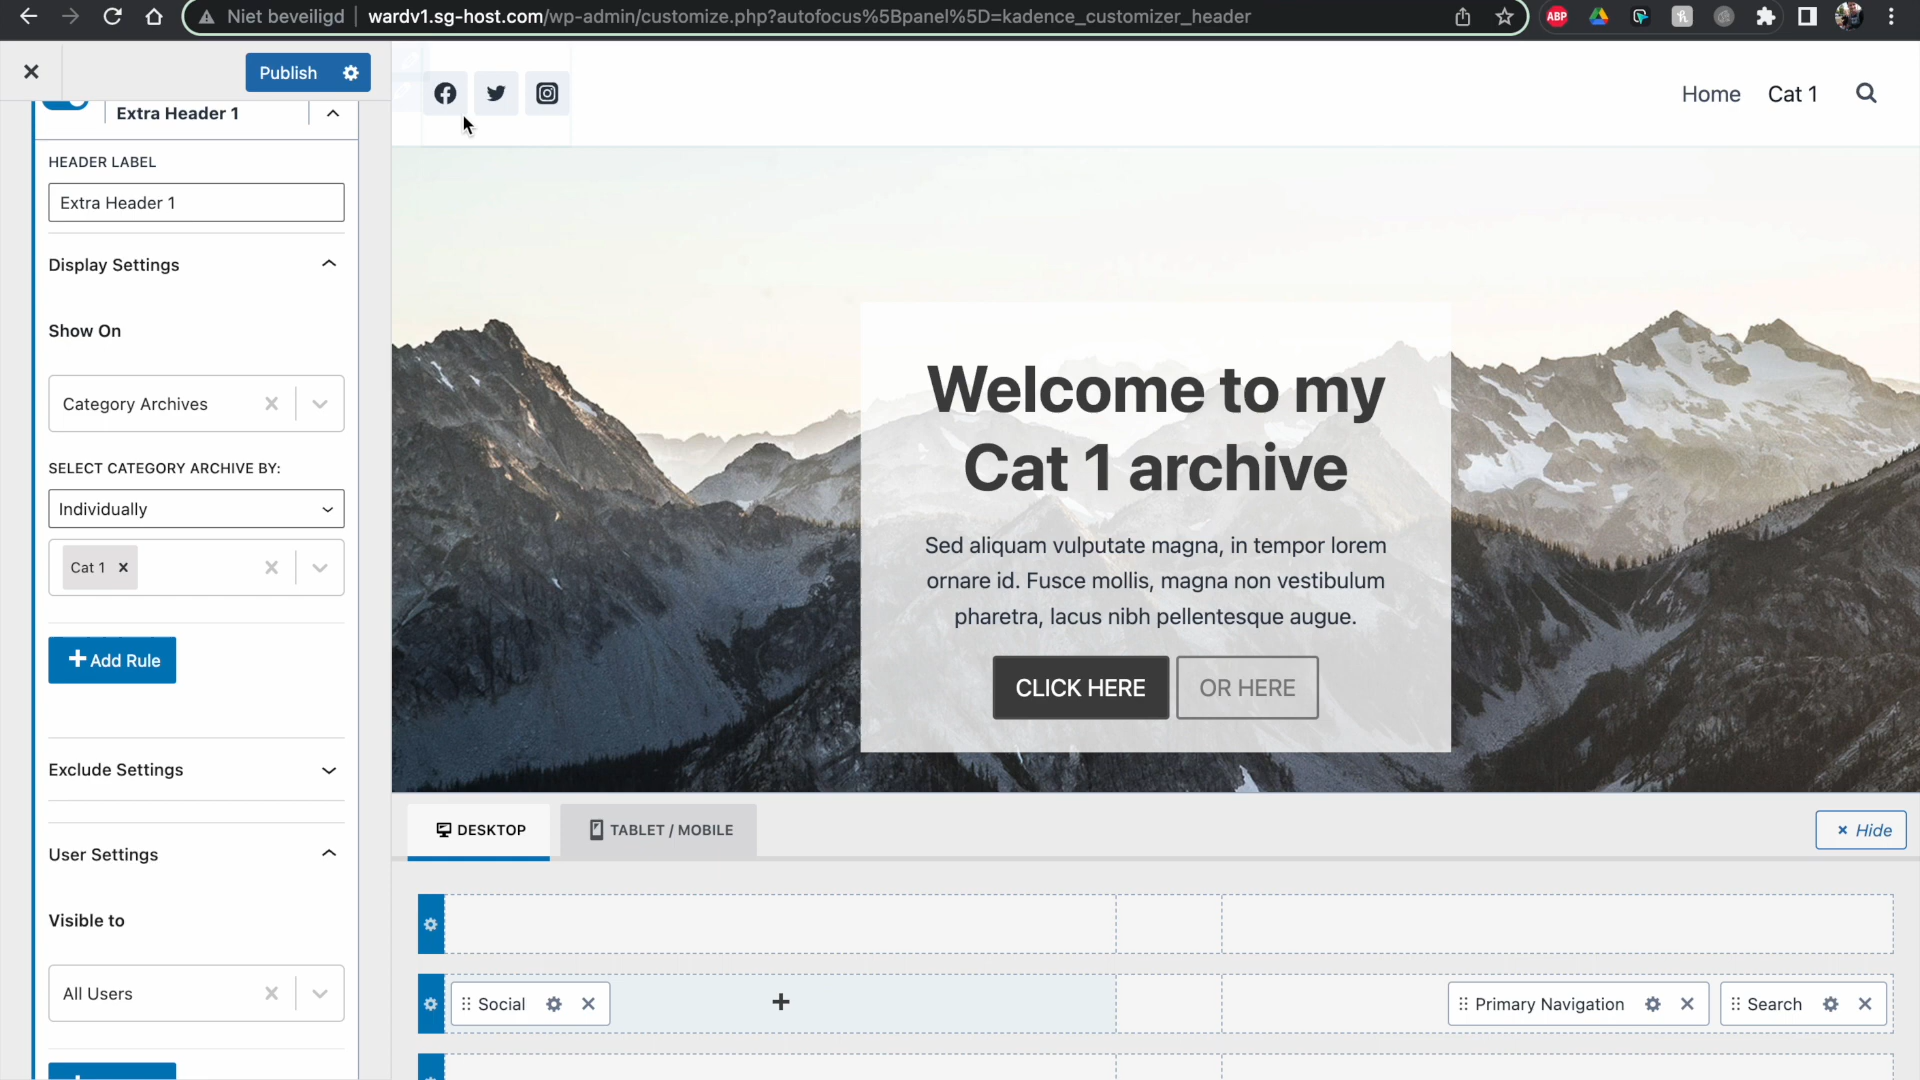 Niet beveiligd wardv1.sg-host.com/wp-admin/customize.php?autofocus%5Bpanel%5D=kadence_customizer_header
ABP
Publish
Home Cat 1
Extra Header 1
HEADER LABEL
Extra Header 1
Display Settings
Show On
Category Archives
SELECT CATEGORY ARCHIVE BY:
Individually
Cat 1
Add Rule
Exclude Settings
User Settings
Visible to
All Users
Welcome to my
Cat 1 archive
Sed aliquam vulputate magna, in tempor lorem
ornare id. Fusce mollis, magna non vestibulum
pharetra, lacus nibh pellentesque augue.
CLICK HERE OR HERE
DESKTOP TABLET / MOBILE Hide
Social Primary Navigation Search